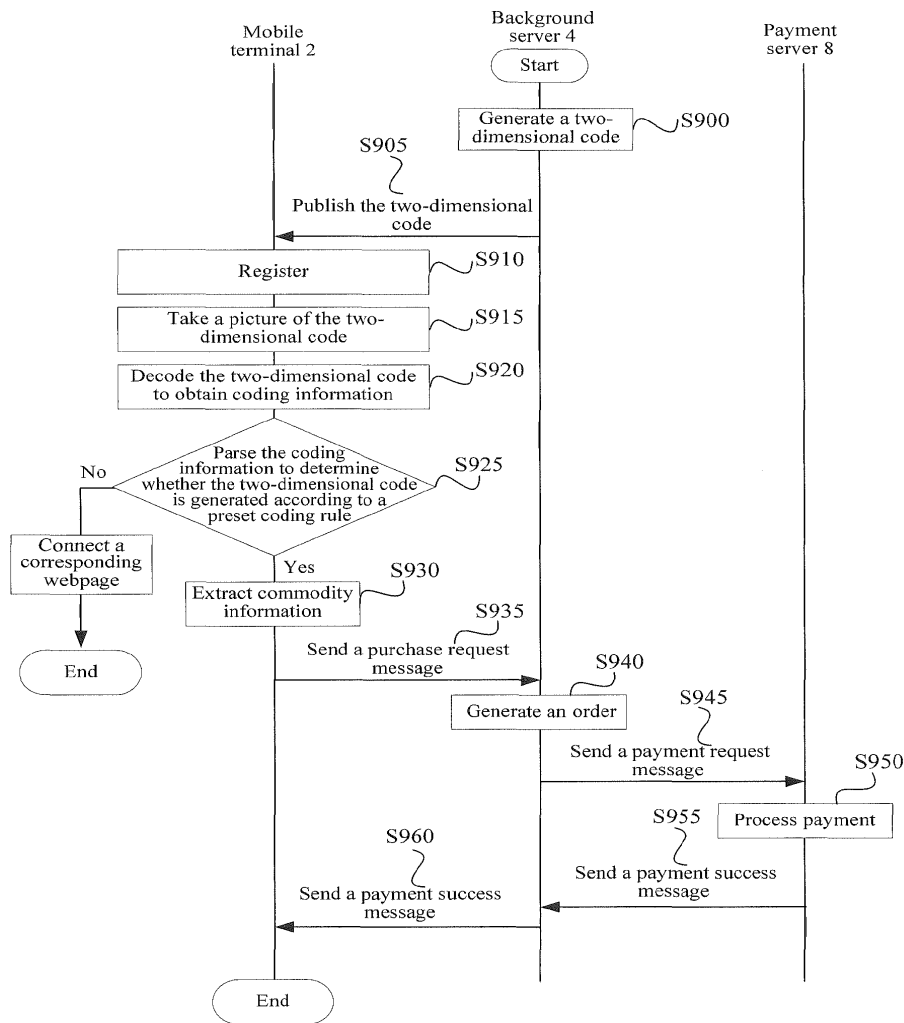 Mobile
terminal 2
Background
server 4
Payment
server 8
Start
Generate a two-
dimensional code
S900
S905
Publish the two-dimensional
code
Register
S910
Take a picture of the two-
dimensional code
S915
Decode the two-dimensional code
to obtain coding information
S920
Parse the coding
information to determine
whether the two-dimensional code
is generated according to a
preset coding rule
S925
No
Connect a
corresponding
webpage
End
Yes
Extract commodity
information
S930
S935
Send a purchase request
message
S940
Generate an order
S945
Send a payment request
message
S950
Process payment
S955
Send a payment success
message
S960
Send a payment success
message
End